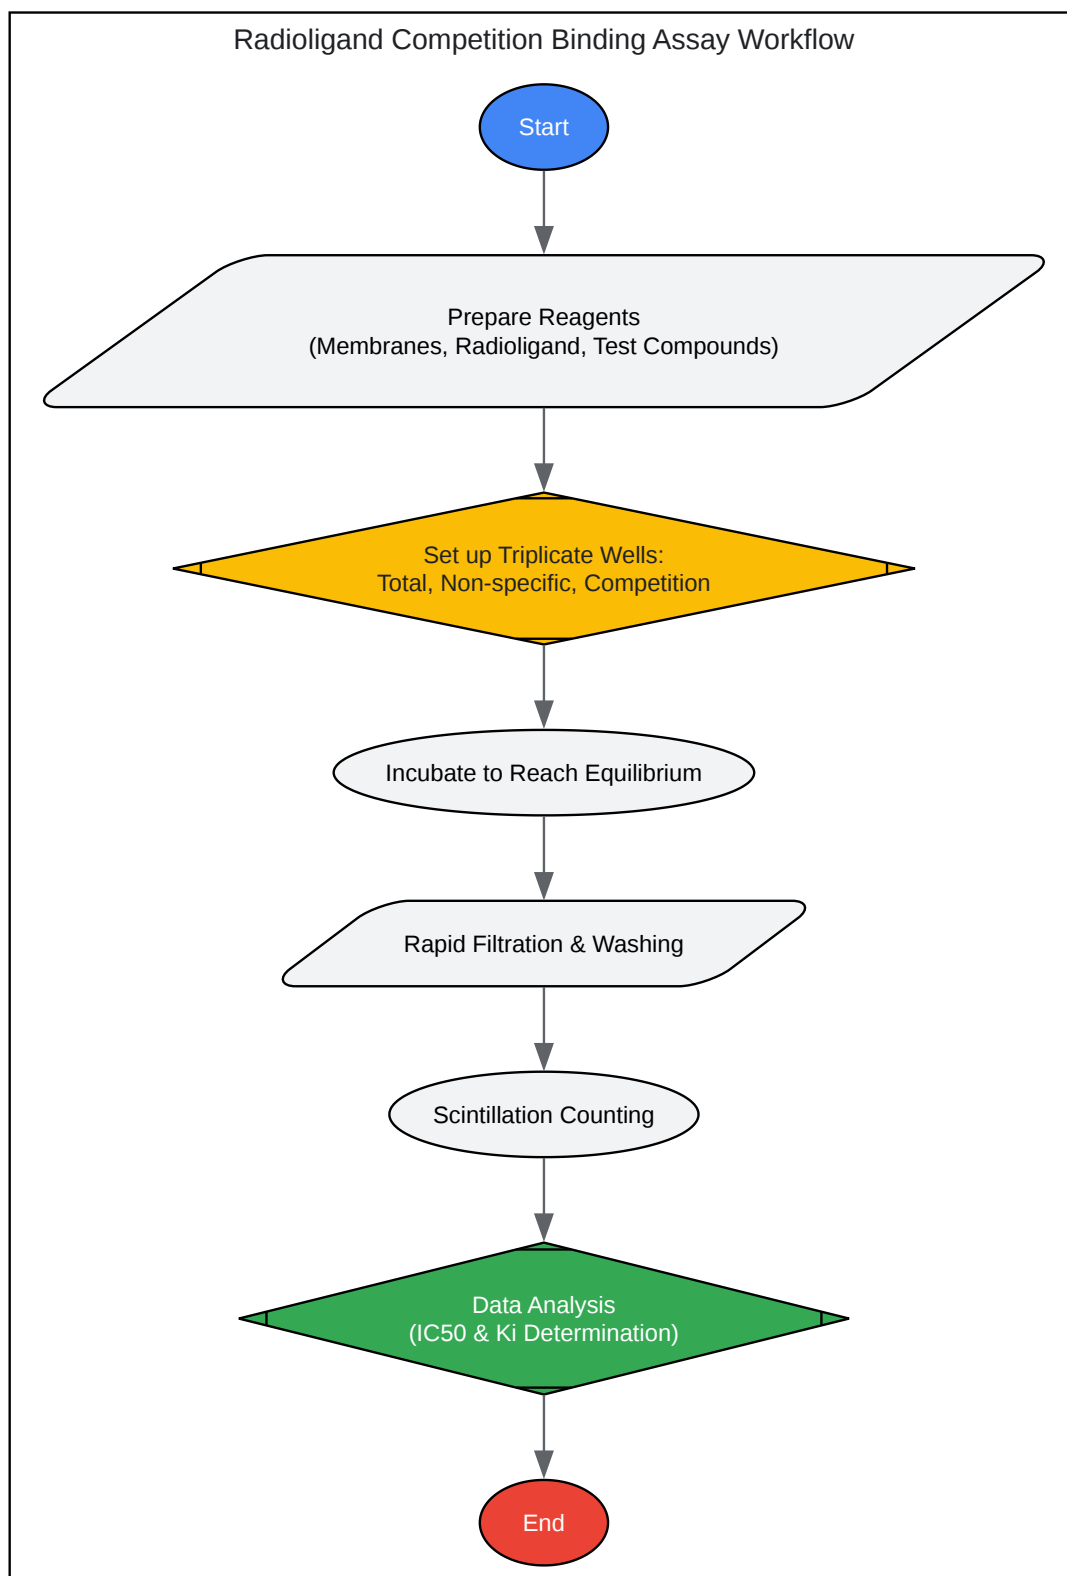 Radioligand Competition Binding Assay Workflow
Start
Prepare Reagents
(Membranes, Radioligand, Test Compounds)
Set up Triplicate Wells:
Total, Non-specific, Competition
Incubate to Reach Equilibrium
Rapid Filtration & Washing
Scintillation Counting
Data Analysis
(IC50 & Ki Determination)
End